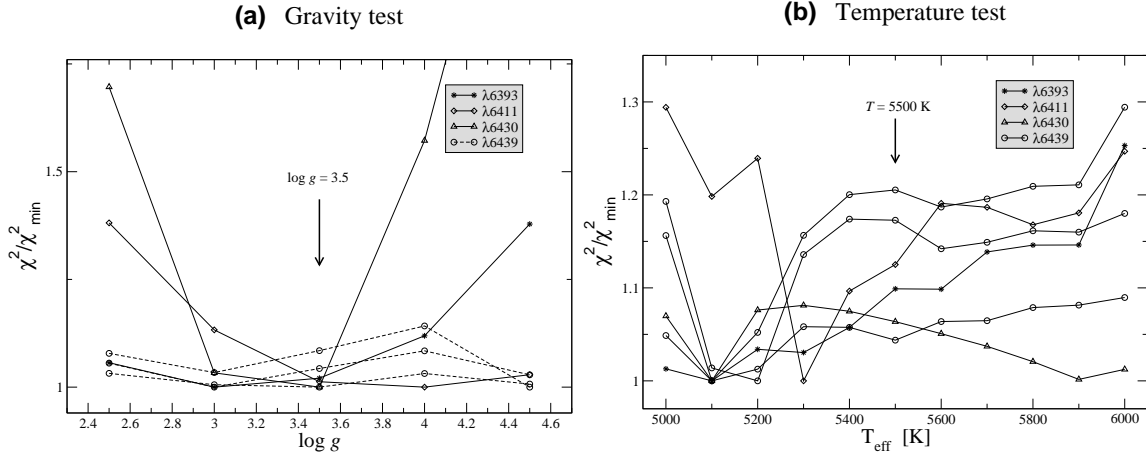 (a) Gravity test
χ²/χ²min
1.5
1
λ6393
λ6411
λ6430
λ6439
log g = 3.5
2.4 2.6 2.8 3 3.2 3.4 3.6 3.8 4 4.2 4.4 4.6
log g
(b) Temperature test
χ²/χ²min
1.3
1.2
1.1
1
λ6393
λ6411
λ6430
λ6439
T = 5500 K
5000 5200 5400 5600 5800 6000
Teff [K]